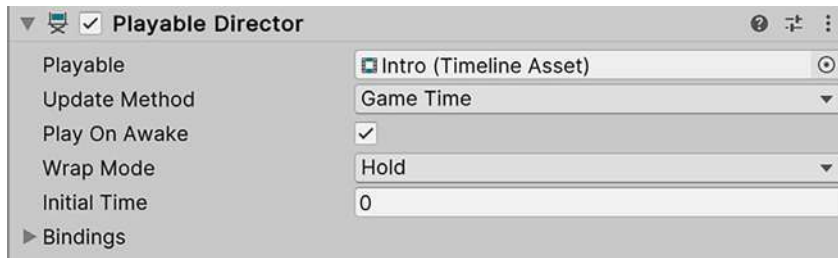 Playable Director
Playable Intro (Timeline Asset)
Update Method Game Time
Play On Awake
Wrap Mode Hold
Initial Time 0
Bindings